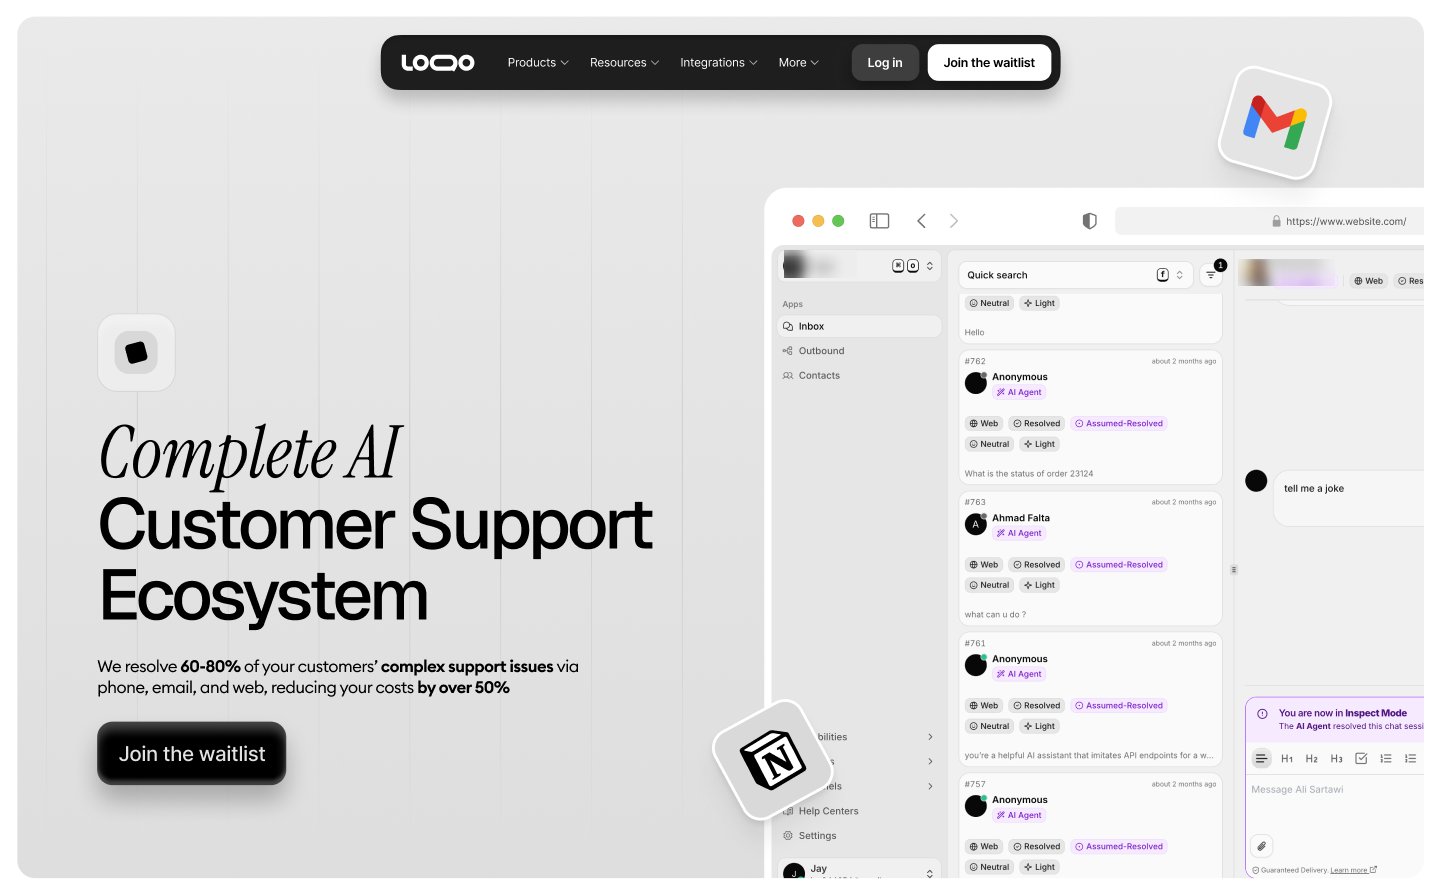 LOQO
Products
Resources
Integrations
More
Log in
Join the waitlist
Complete AI
Customer Support
Ecosystem
We resolve 60-80% of your customers’ complex support issues via
phone, email, and web, reducing your costs by over 50%
Join the waitlist
https://www.website.com/
⌘ O
Apps
Inbox
Outbound
Contacts
Help Centers
Settings
J
Jay
Quick search
f
1
Neutral
Light
Hello
#762
about 2 months ago
Anonymous
AI Agent
Web
Resolved
Assumed-Resolved
Neutral
Light
What is the status of order 23124
#763
about 2 months ago
A
Ahmad Falta
AI Agent
Web
Resolved
Assumed-Resolved
Neutral
Light
what can u do ?
#761
about 2 months ago
Anonymous
AI Agent
Web
Resolved
Assumed-Resolved
Neutral
Light
you’re a helpful AI assistant that imitates API endpoints for a w...
#757
about 2 months ago
Anonymous
AI Agent
Web
Resolved
Assumed-Resolved
Neutral
Light
Web
Res
tell me a joke
You are now in Inspect Mode
The AI Agent resolved this chat sessi
H1 H2 H3
Message Ali Sartawi
Guaranteed Delivery. Learn more